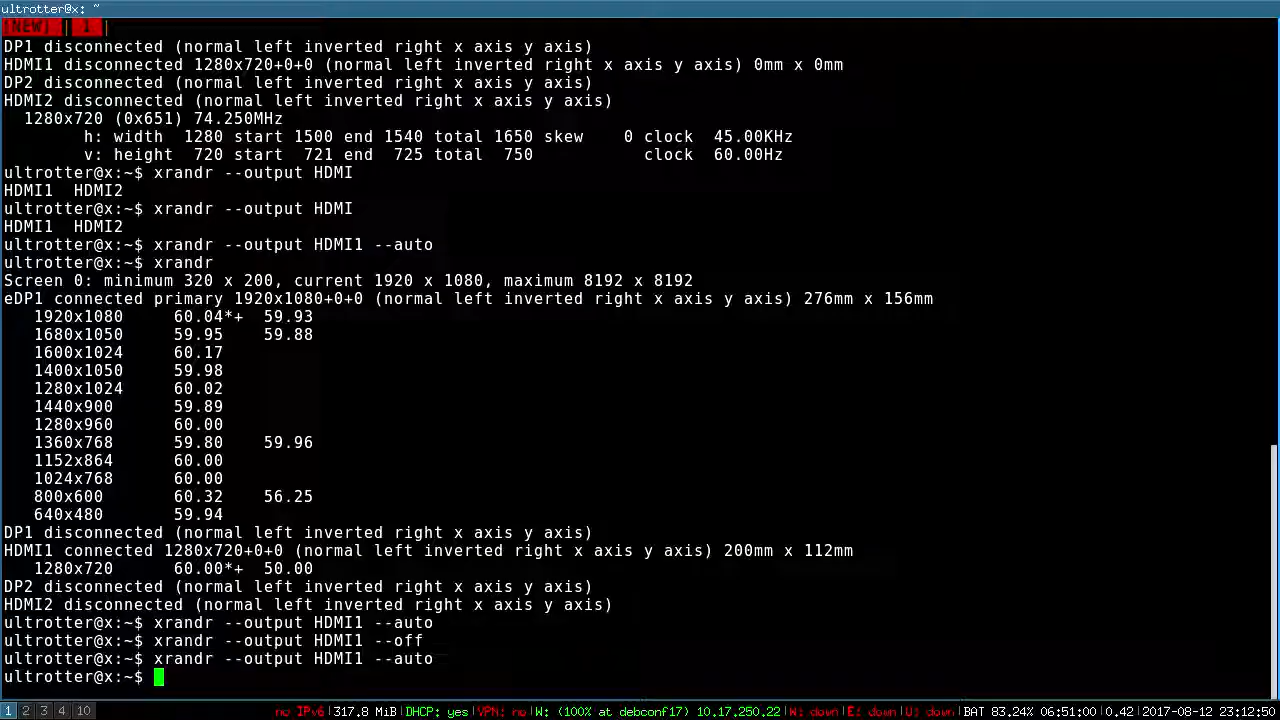 ultrotter@x: ~
[NEW] | 1 |
DP1 disconnected (normal left inverted right x axis y axis)
HDMI1 disconnected 1280x720+0+0 (normal left inverted right x axis y axis) 0mm x 0mm
DP2 disconnected (normal left inverted right x axis y axis)
HDMI2 disconnected (normal left inverted right x axis y axis)
  1280x720 (0x651) 74.250MHz
        h: width  1280 start 1500 end 1540 total 1650 skew    0 clock  45.00KHz
        v: height  720 start  721 end  725 total  750           clock  60.00Hz
ultrotter@x:~$ xrandr --output HDMI
HDMI1  HDMI2
ultrotter@x:~$ xrandr --output HDMI
HDMI1  HDMI2
ultrotter@x:~$ xrandr --output HDMI1 --auto
ultrotter@x:~$ xrandr
Screen 0: minimum 320 x 200, current 1920 x 1080, maximum 8192 x 8192
eDP1 connected primary 1920x1080+0+0 (normal left inverted right x axis y axis) 276mm x 156mm
   1920x1080     60.04*+  59.93
   1680x1050     59.95    59.88
   1600x1024     60.17
   1400x1050     59.98
   1280x1024     60.02
   1440x900      59.89
   1280x960      60.00
   1360x768      59.80    59.96
   1152x864      60.00
   1024x768      60.00
   800x600       60.32    56.25
   640x480       59.94
DP1 disconnected (normal left inverted right x axis y axis)
HDMI1 connected 1280x720+0+0 (normal left inverted right x axis y axis) 200mm x 112mm
   1280x720      60.00*+  50.00
DP2 disconnected (normal left inverted right x axis y axis)
HDMI2 disconnected (normal left inverted right x axis y axis)
ultrotter@x:~$ xrandr --output HDMI1 --auto
ultrotter@x:~$ xrandr --output HDMI1 --off
ultrotter@x:~$ xrandr --output HDMI1 --auto
ultrotter@x:~$
1 2 3 4 10 no IPv6|317.8 MiB|DHCP: yes|VPN: no|W: (100% at debconf17) 10.17.250.22|W: down|E: down|U: down|BAT 83.24% 06:51:00|0.42|2017-08-12 23:12:50